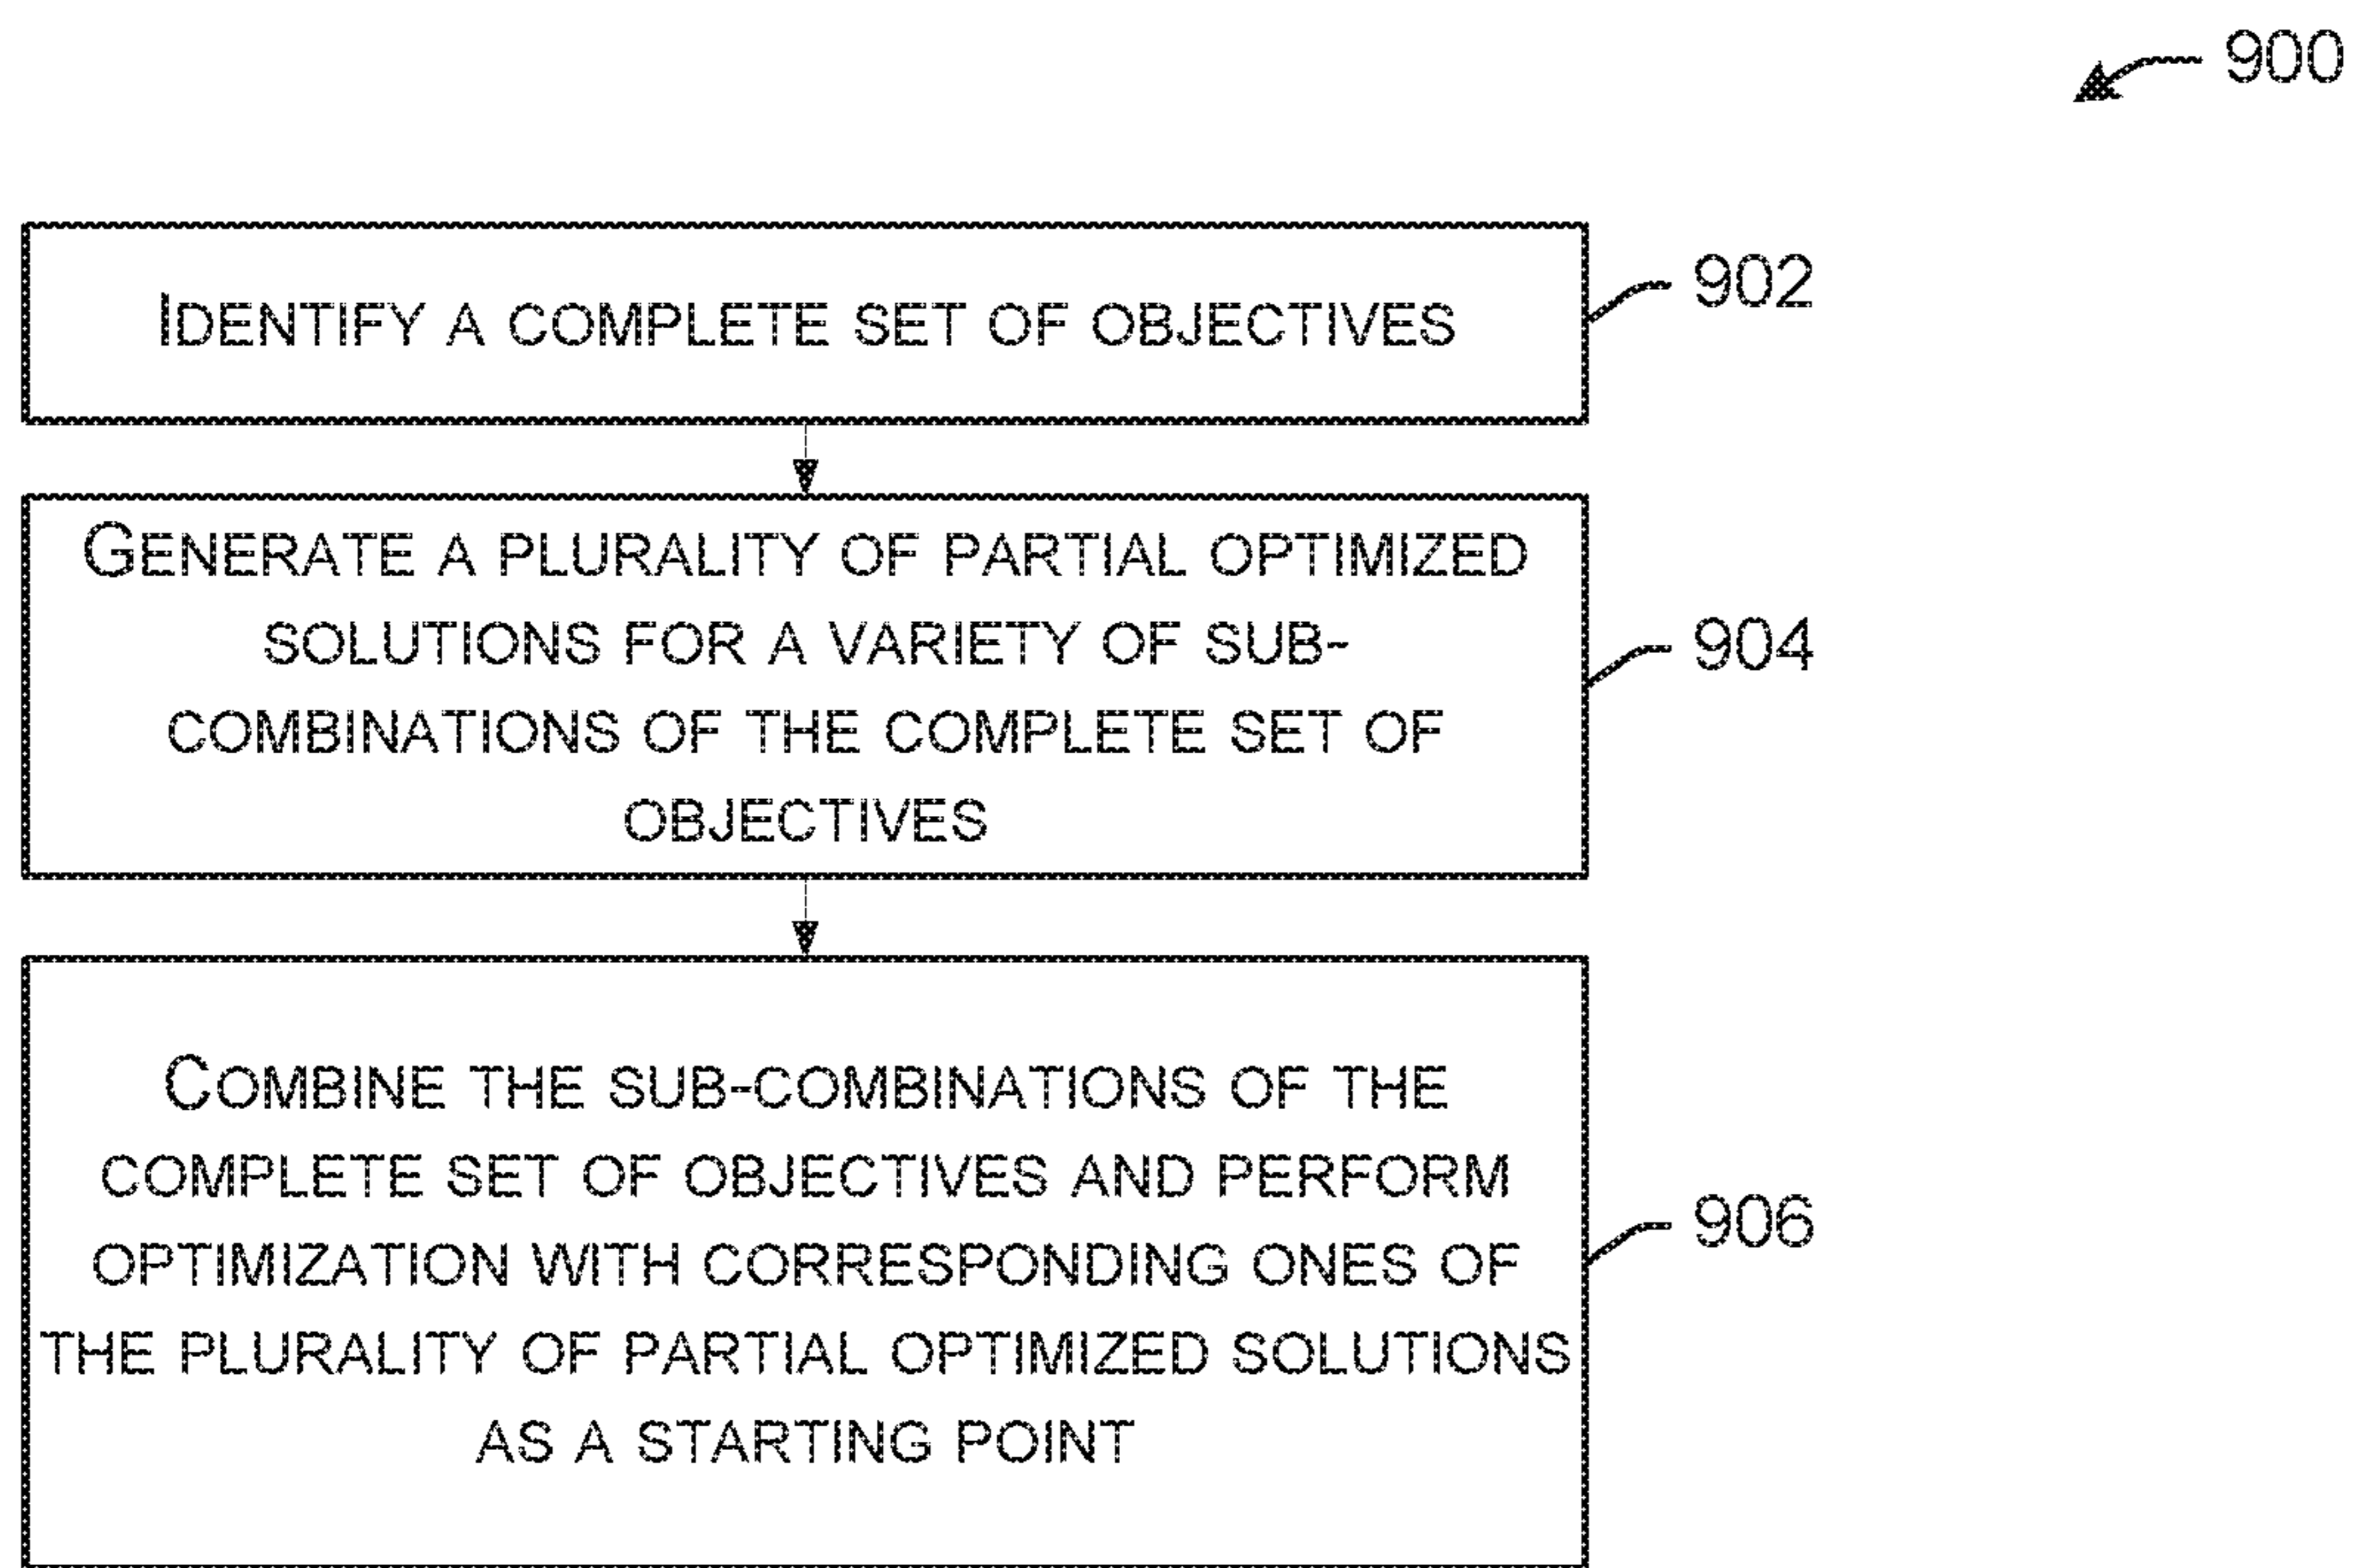 900
IDENTIFY A COMPLETE SET OF OBJECTIVES
902
GENERATE A PLURALITY OF PARTIAL OPTIMIZED
SOLUTIONS FOR A VARIETY OF SUB-
COMBINATIONS OF THE COMPLETE SET OF
OBJECTIVES
904
COMBINE THE SUB-COMBINATIONS OF THE
COMPLETE SET OF OBJECTIVES AND PERFORM
OPTIMIZATION WITH CORRESPONDING ONES OF
THE PLURALITY OF PARTIAL OPTIMIZED SOLUTIONS
AS A STARTING POINT
906